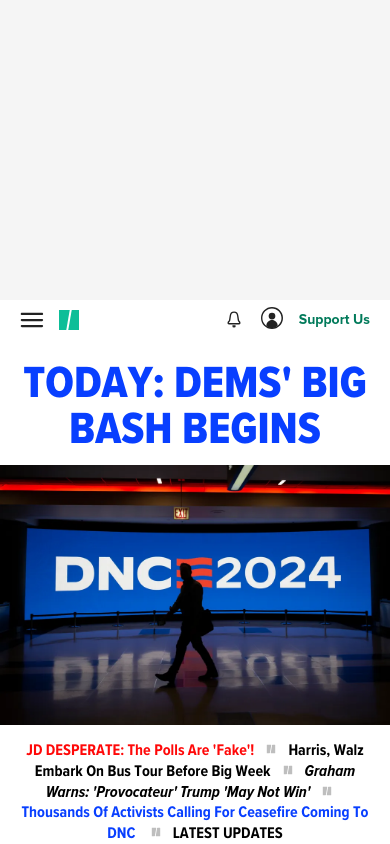 Support Us
TODAY: DEMS' BIG
BASH BEGINS
EXIT
DNC 2024
JD DESPERATE: The Polls Are 'Fake'! Harris, Walz
Embark On Bus Tour Before Big Week Graham
Warns: 'Provocateur' Trump 'May Not Win'
Thousands Of Activists Calling For Ceasefire Coming To
DNC LATEST UPDATES